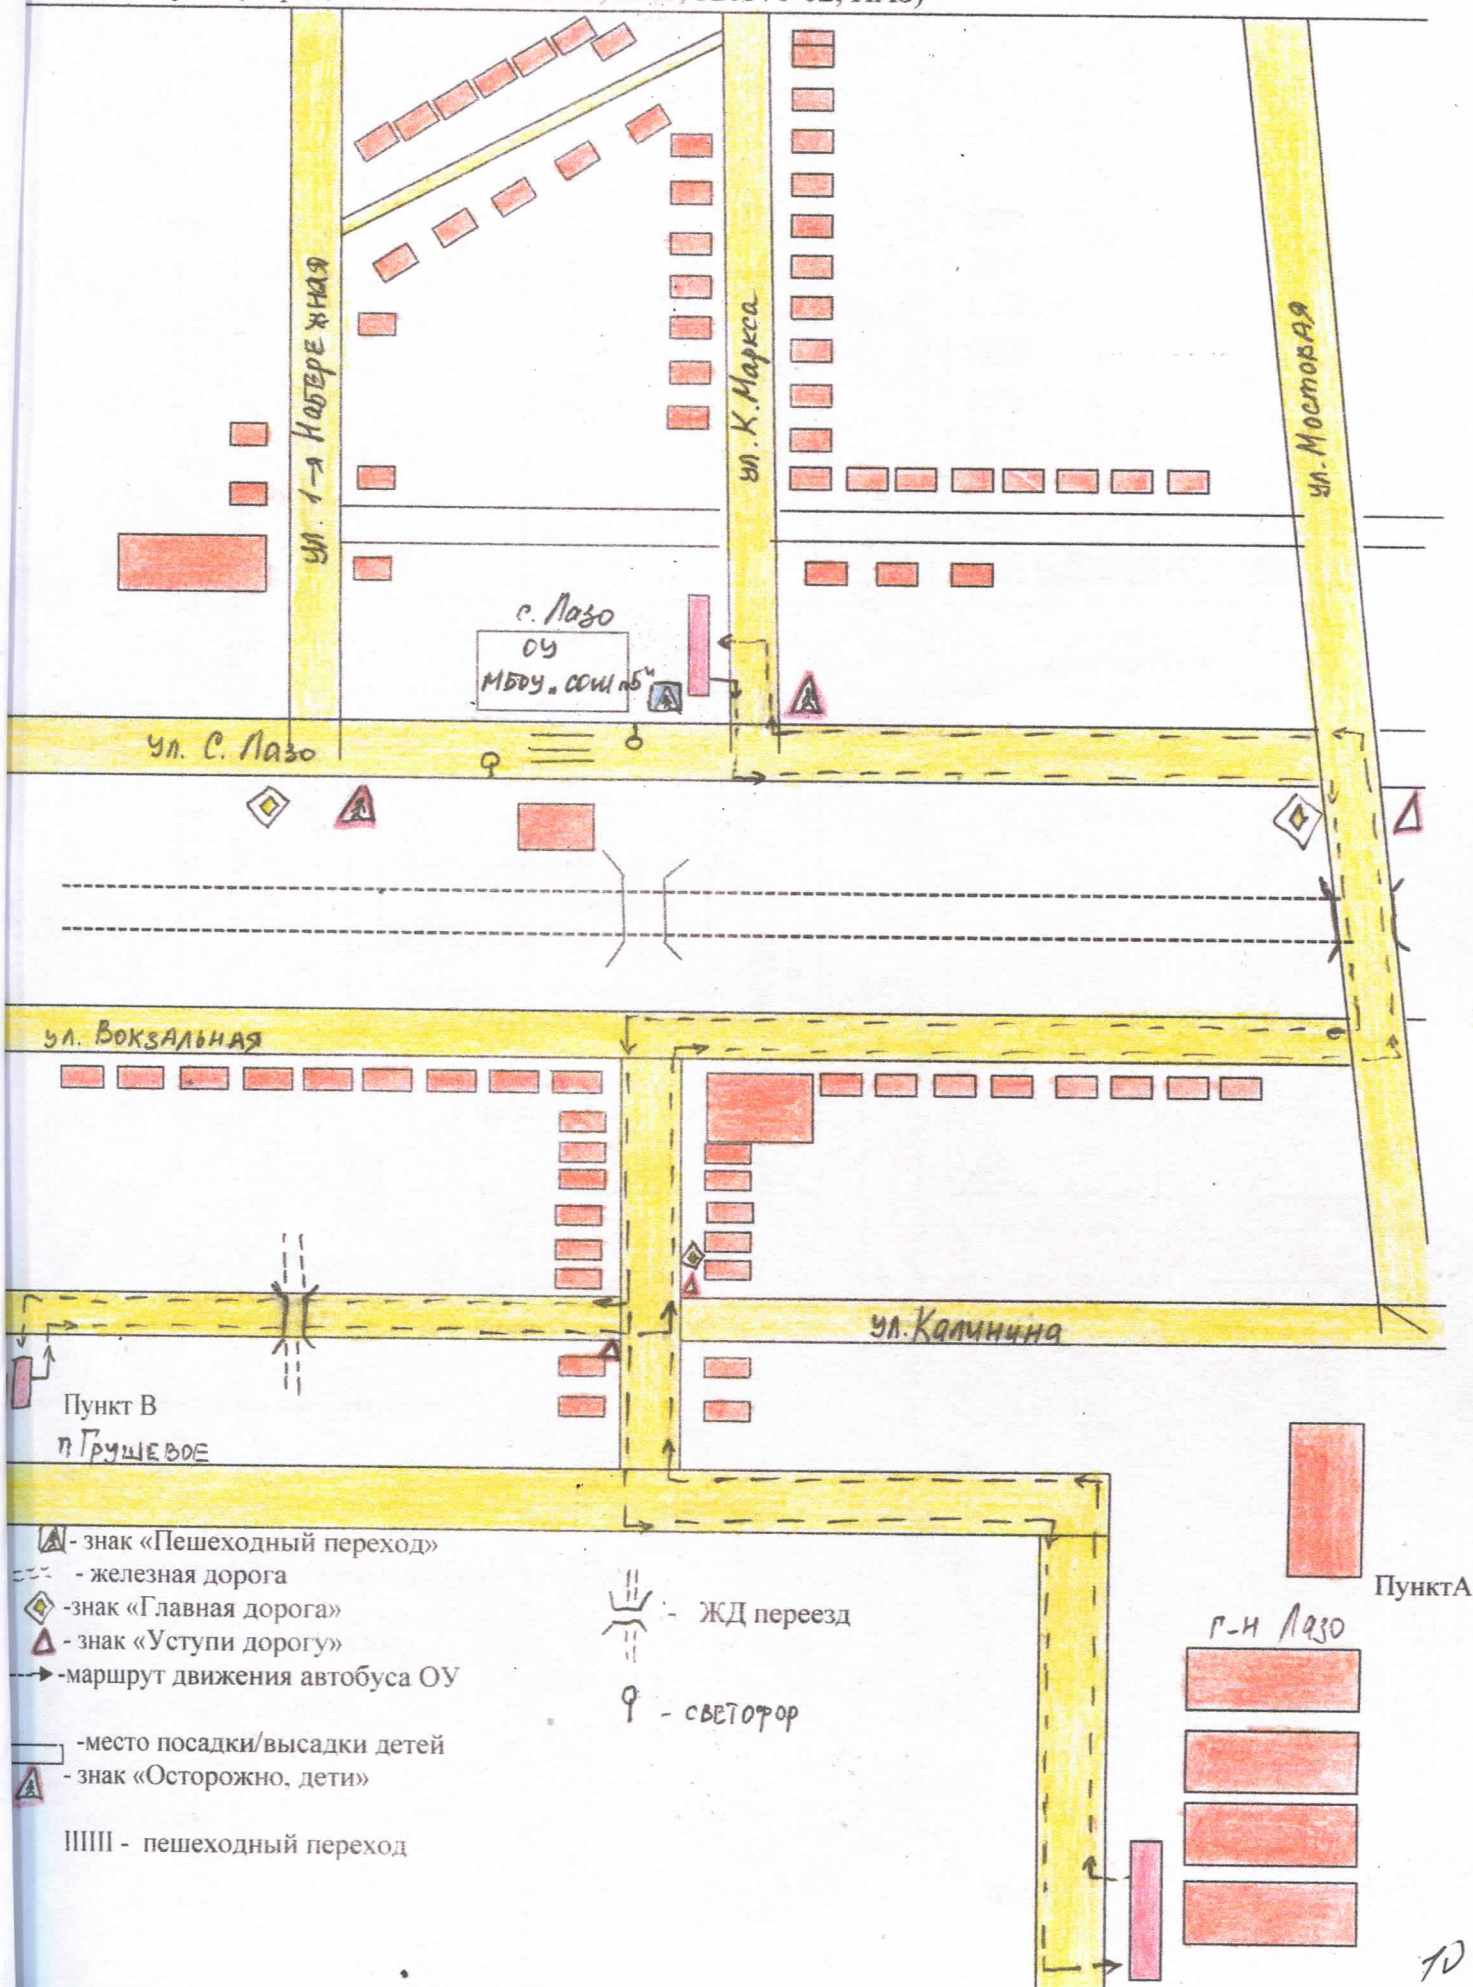 ул. 1-я Набережная
ул. К. Маркса
ул. Мостовая
с. Лазо
ОУ
МБОУ „СОШ №5"
ул. С. Лазо
ул. Вокзальная
ул. Калинина
Пункт В
п Грушевое
- знак «Пешеходный переход»
- железная дорога
-знак «Главная дорога»
- знак «Уступи дорогу»
-маршрут движения автобуса ОУ
-место посадки/высадки детей
- знак «Осторожно, дети»
IIIIII - пешеходный переход
- ЖД переезд
- светофор
ПунктА
г-н Лазо
10